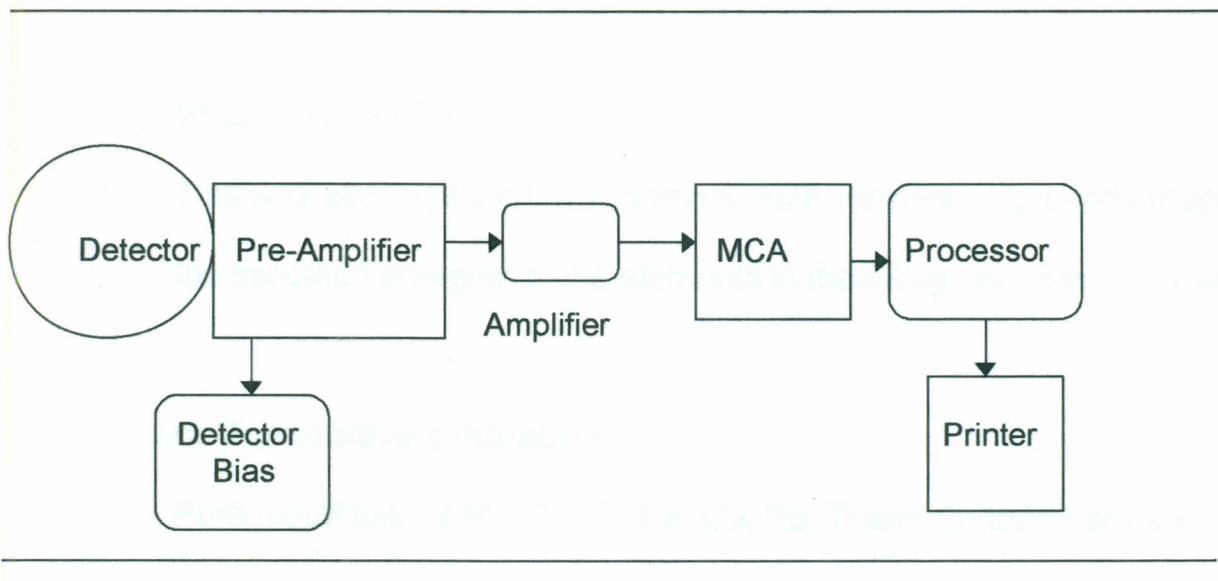 Detector
Pre-Amplifier
Amplifier
MCA
Processor
Detector
Bias
Printer